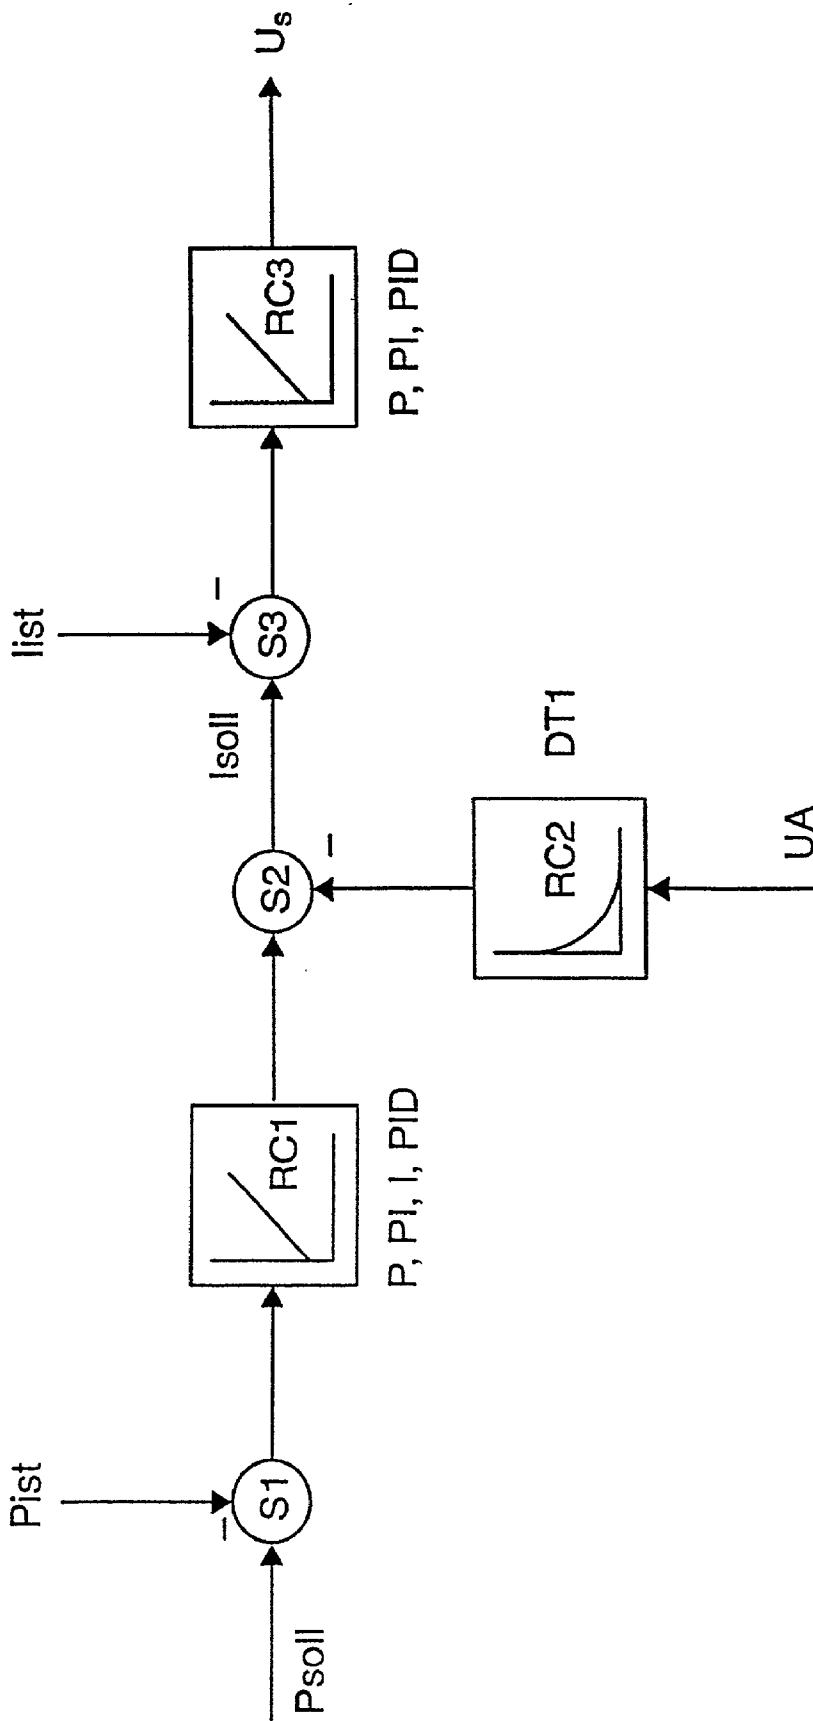 Psoll
Pist
S1
RC1
P, PI, I, PID
S2
RC2
DT1
UA
Isoll
Iist
S3
RC3
P, PI, PID
Us
−
−
−